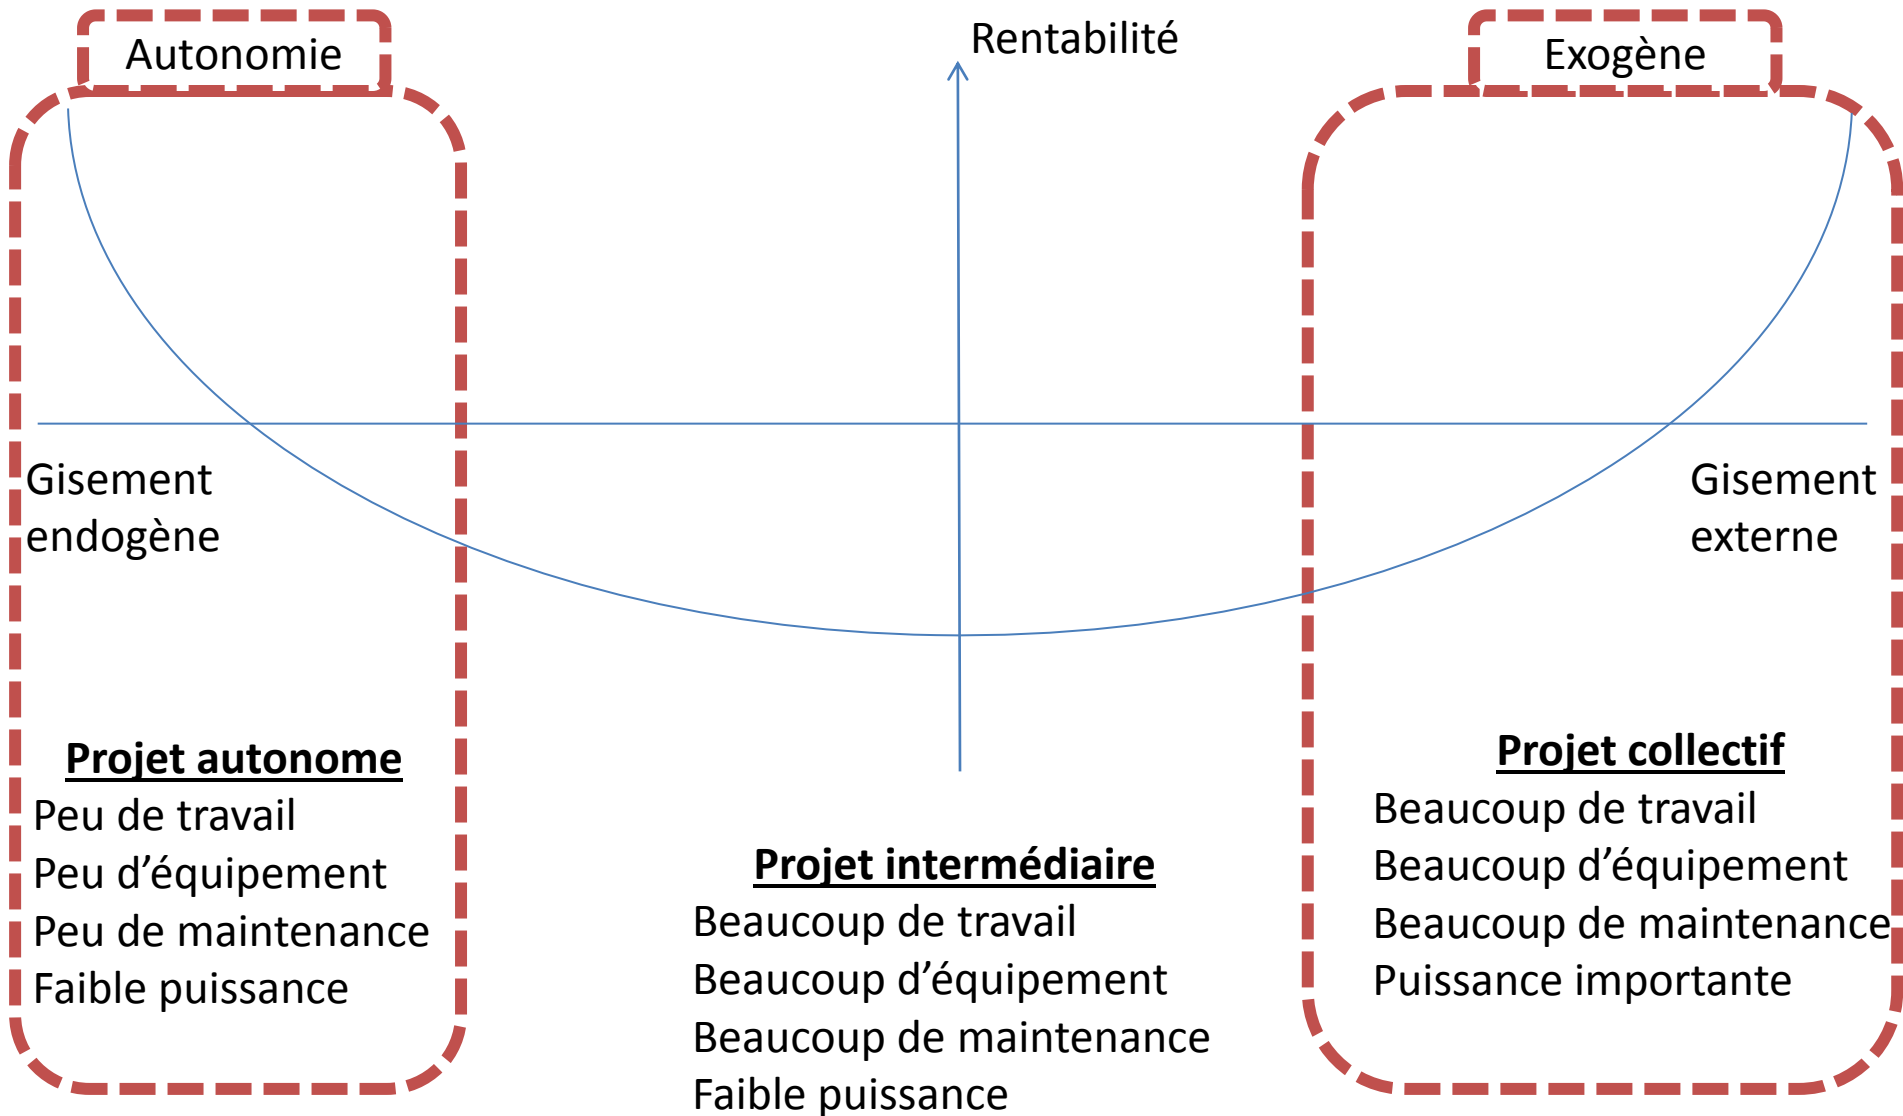 Autonomie
Rentabilité
Exogène
Gisement
endogène
Gisement
externe
Projet autonome
Peu de travail
Peu d’équipement
Peu de maintenance
Faible puissance
Projet intermédiaire
Beaucoup de travail
Beaucoup d’équipement
Beaucoup de maintenance
Faible puissance
Projet collectif
Beaucoup de travail
Beaucoup d’équipement
Beaucoup de maintenance
Puissance importante